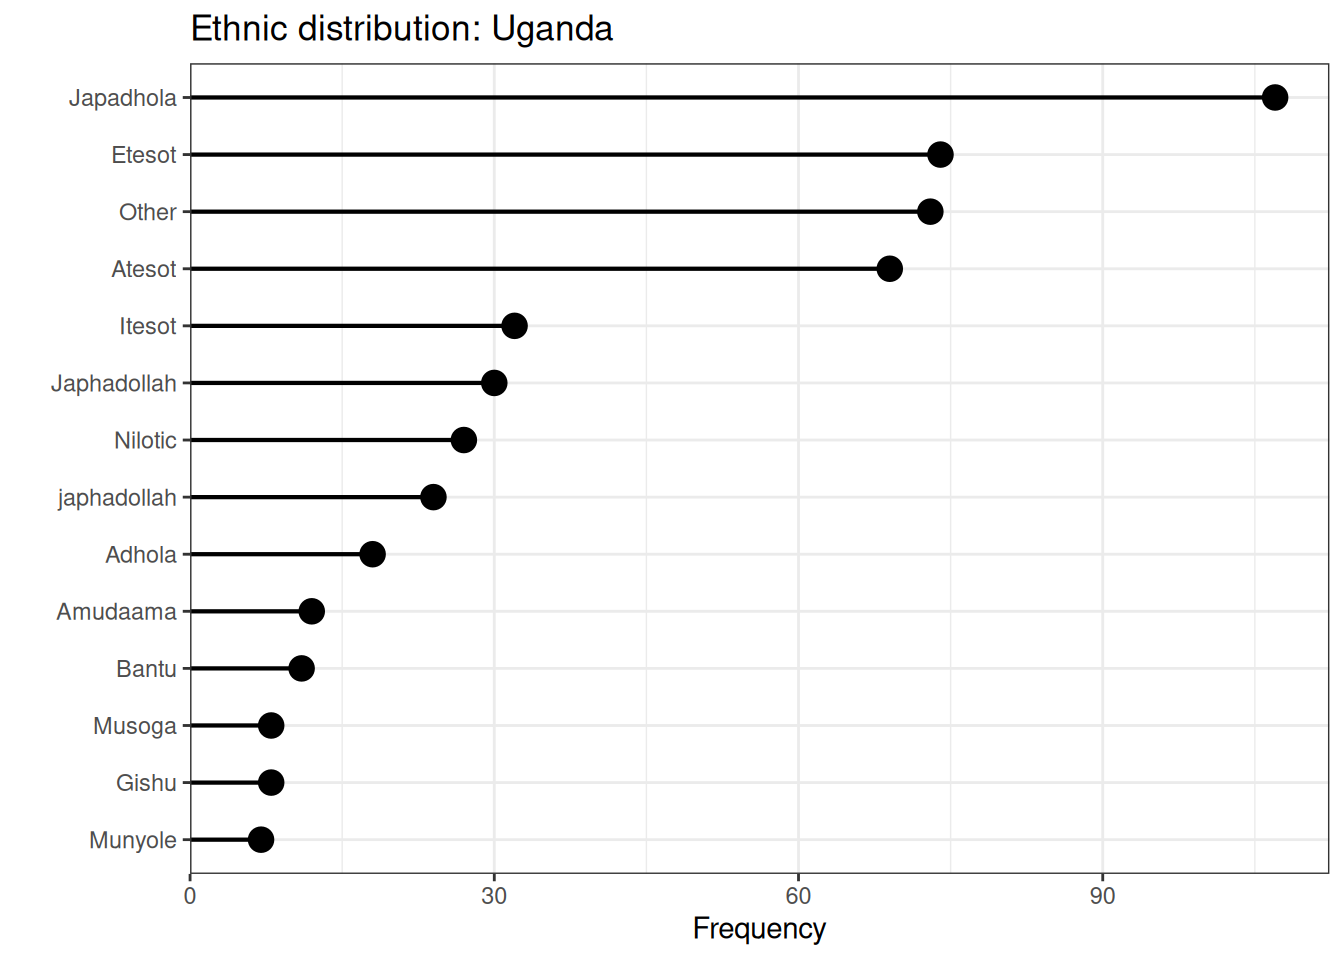 Ethnic distribution: Uganda
Japadhola
Etesot
Other
Atesot
Itesot
Japhadollah
Nilotic
japhadollah
Adhola
Amudaama
Bantu
Musoga
Gishu
Munyole
0 30 60 90
Frequency